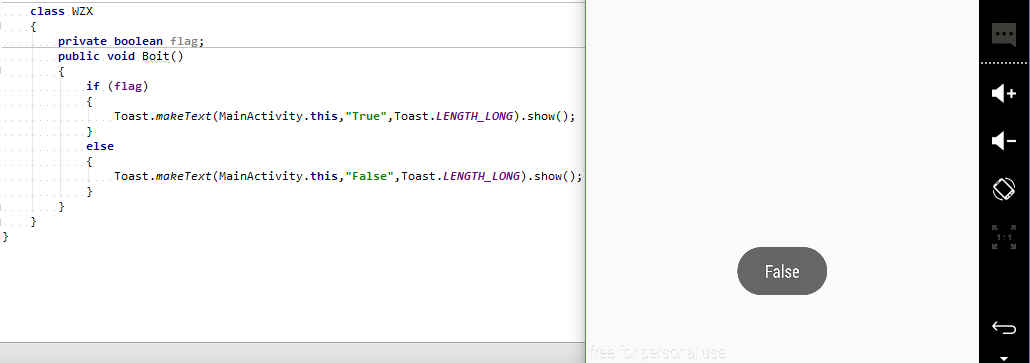 class WZX
{
private boolean flag;
public void Boit()
{
if (flag)
{
Toast.makeText(MainActivity.this,"True",Toast.LENGTH_LONG).show();
}
else
{
Toast.makeText(MainActivity.this,"False",Toast.LENGTH_LONG).show();
}
}
}
}
False
free for personal use
1:1